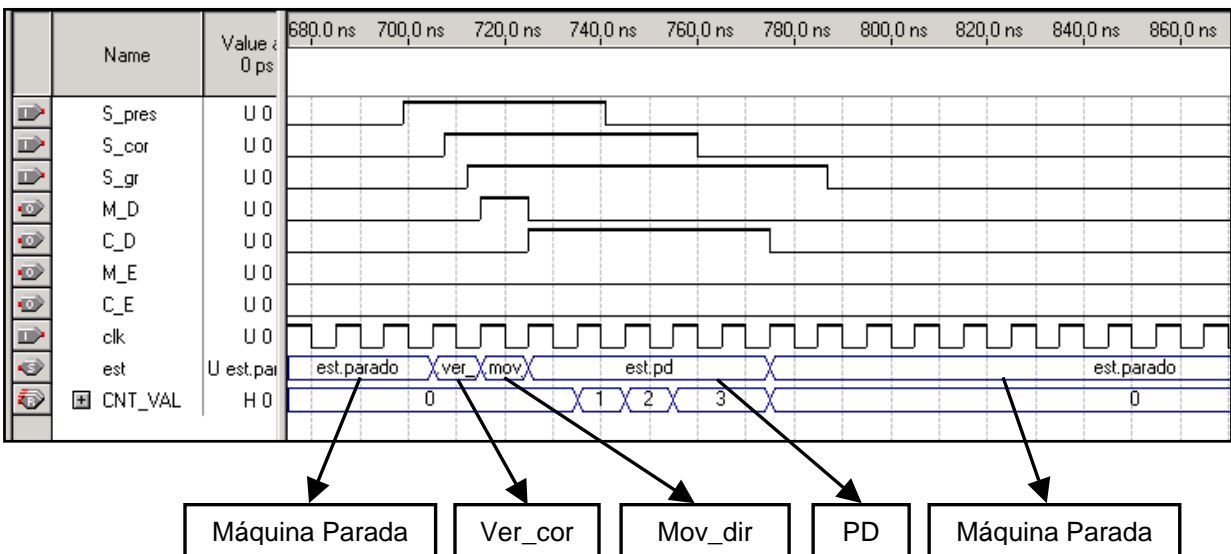 680.0 ns 700.0 ns 720.0 ns 740.0 ns 760.0 ns 780.0 ns 800.0 ns 820.0 ns 840.0 ns 860.0 ns
Name Value a
0 ps
S_pres U 0
S_cor U 0
S_gr U 0
M_D U 0
C_D U 0
M_E U 0
C_E U 0
clk U 0
est U est.par est.parado ver_ mov est.pd est.parado
CNT_VAL H 0 0 1 2 3 0
Máquina Parada Ver_cor Mov_dir PD Máquina Parada